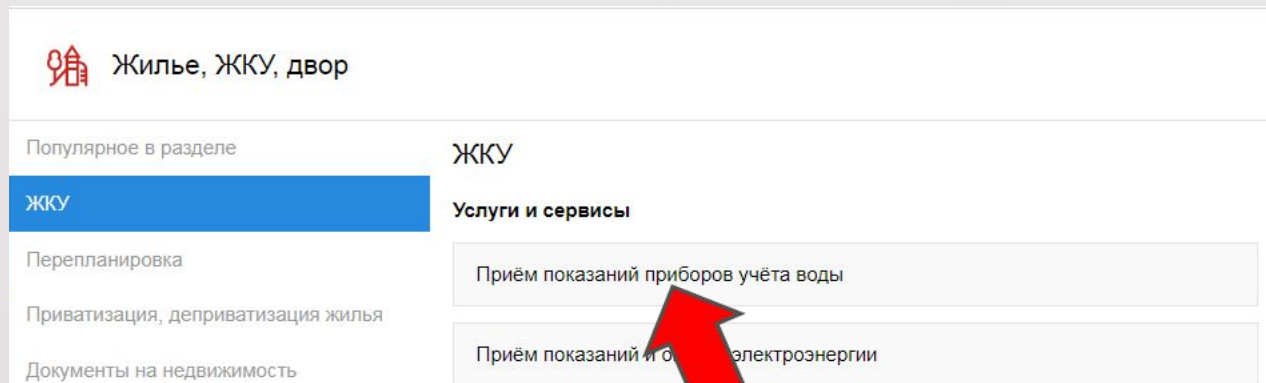 Жилье, ЖКУ, двор
Популярное в разделе
ЖКУ
Перепланировка
Приватизация, деприватизация жилья
Документы на недвижимость
ЖКУ
Услуги и сервисы
Приём показаний приборов учёта воды
Приём показаний и электроэнергии